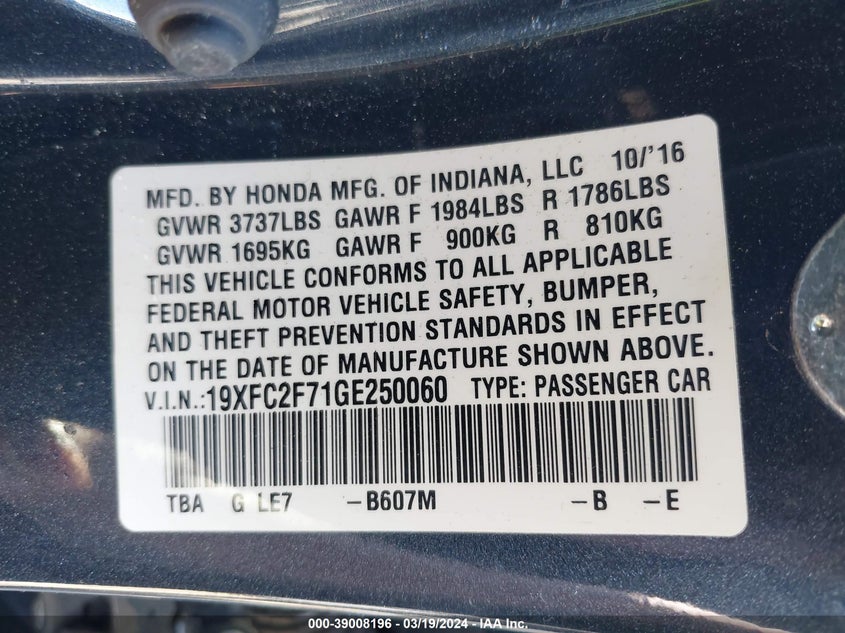 MFD. BY HONDA MFG. OF INDIANA, LLC 10/'16
GVWR 3737LBS GAWR F 1984LBS R 1786LBS
GVWR 1695KG GAWR F 900KG R 810KG
THIS VEHICLE CONFORMS TO ALL APPLICABLE
FEDERAL MOTOR VEHICLE SAFETY, BUMPER,
AND THEFT PREVENTION STANDARDS IN EFFECT
ON THE DATE OF MANUFACTURE SHOWN ABOVE.
V.I.N.:19XFC2F71GE250060 TYPE: PASSENGER CAR
TBA G LE7 -B607M -B -E
000-39008196 - 03/19/2024 - IAA Inc.